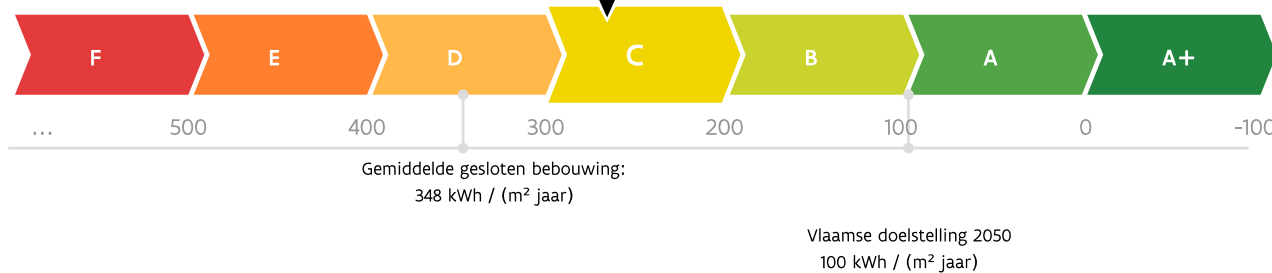 F E D C B A A+
... 500 400 300 200 100 0 -100
Gemiddelde gesloten bebouwing:
348 kWh / (m² jaar)
Vlaamse doelstelling 2050
100 kWh / (m² jaar)